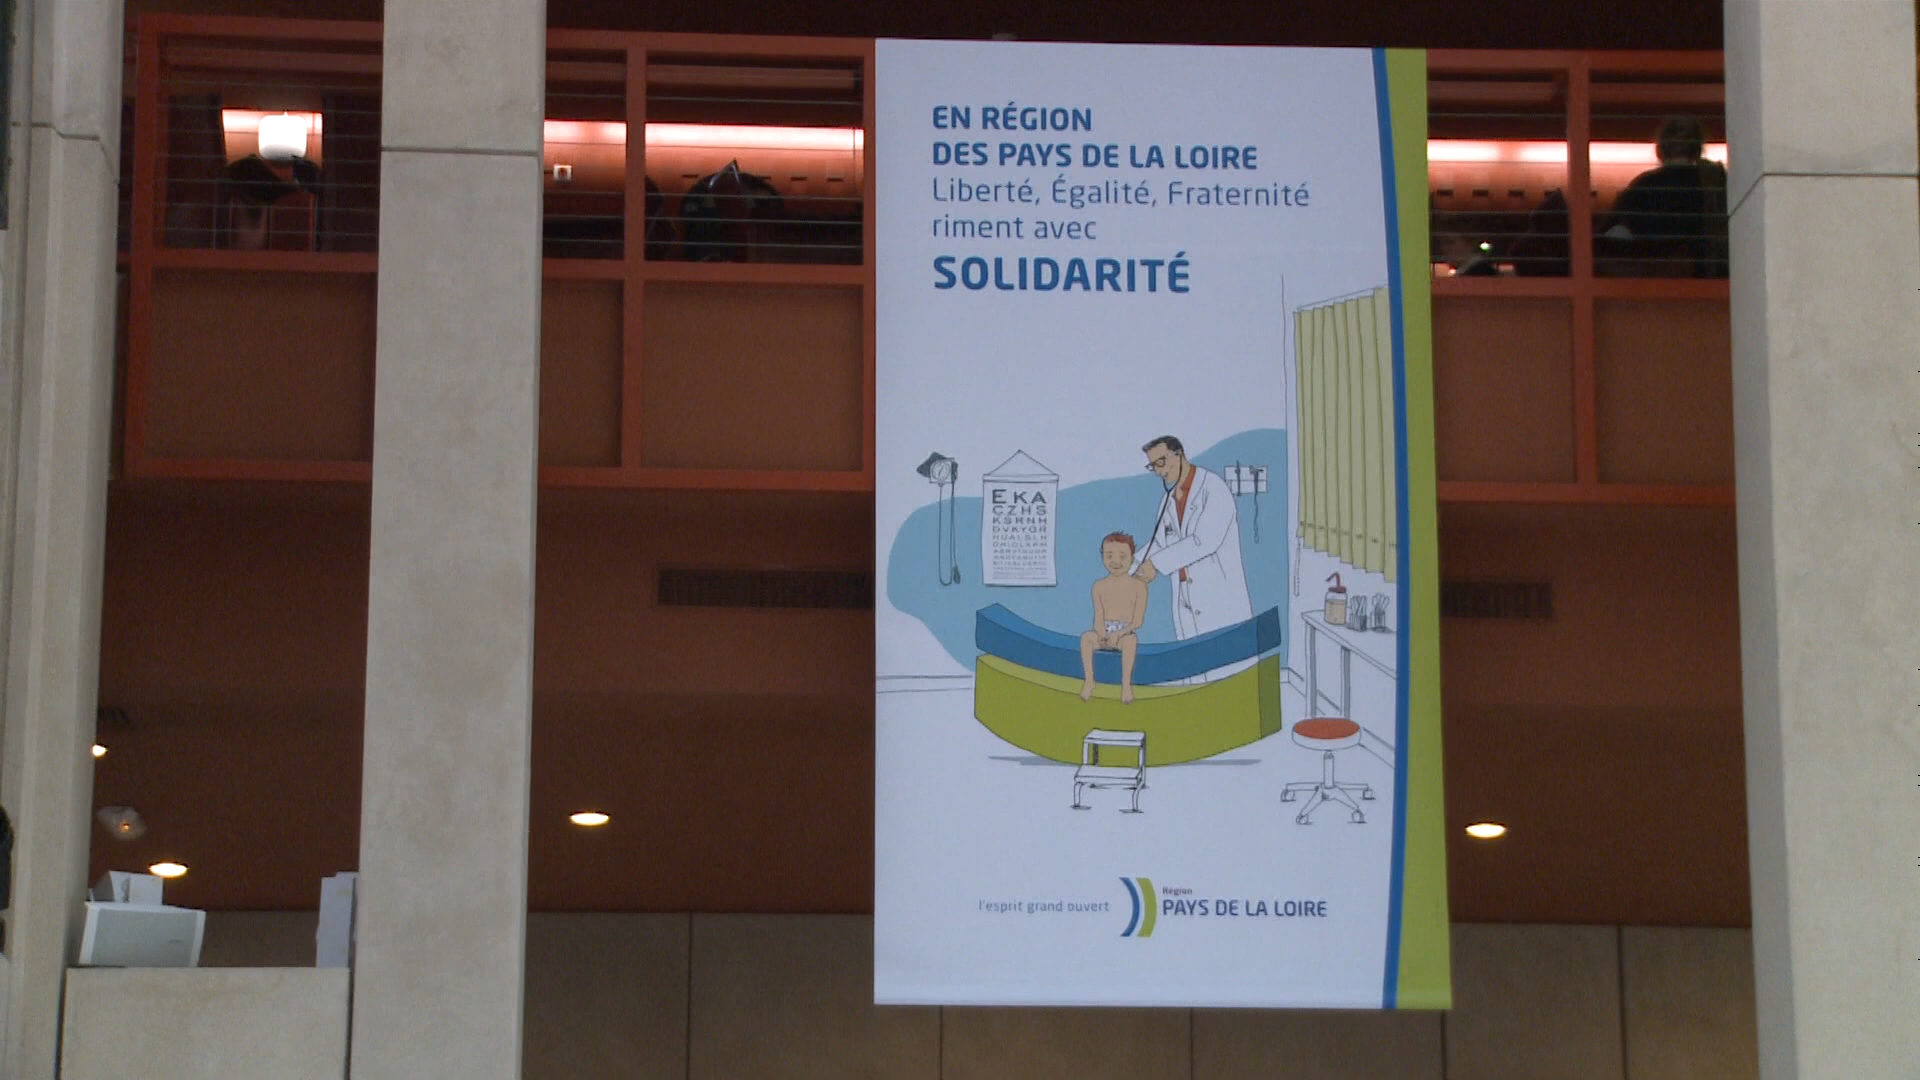 EN RÉGION
DES PAYS DE LA LOIRE
Liberté, Égalité, Fraternité
riment avec
SOLIDARITÉ
EKA
CZHS
KSRNH
DVKYOR
l'esprit grand ouvert
Région
PAYS DE LA LOIRE